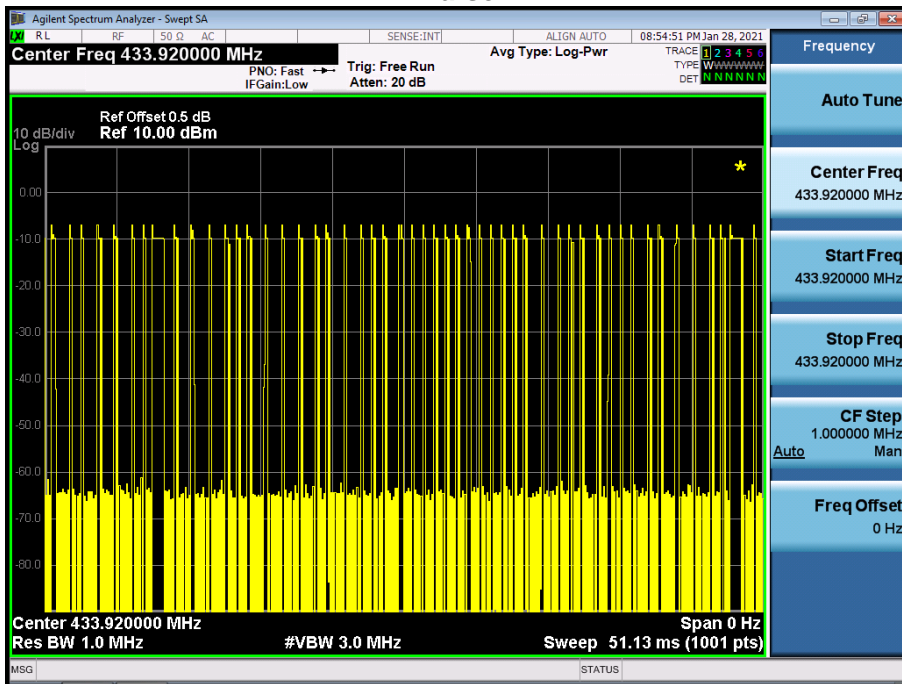 Agilent Spectrum Analyzer - Swept SA
LXI RL RF 50 Ω AC SENSE:INT ALIGN AUTO 08:54:51 PM Jan 28, 2021
Center Freq 433.920000 MHz
PNO: Fast
IFGain:Low
Trig: Free Run
Atten: 20 dB
Avg Type: Log-Pwr
TRACE 1 2 3 4 5 6
TYPE WWWWWWW
DET N N N N N N
Ref Offset 0.5 dB
10 dB/div Ref 10.00 dBm
Log
0.00
-10.0
-20.0
-30.0
-40.0
-50.0
-60.0
-70.0
-80.0
*
Center 433.920000 MHz Span 0 Hz
Res BW 1.0 MHz #VBW 3.0 MHz Sweep 51.13 ms (1001 pts)
MSG STATUS
Frequency
Auto Tune
Center Freq
433.920000 MHz
Start Freq
433.920000 MHz
Stop Freq
433.920000 MHz
CF Step
1.000000 MHz
Auto Man
Freq Offset
0 Hz